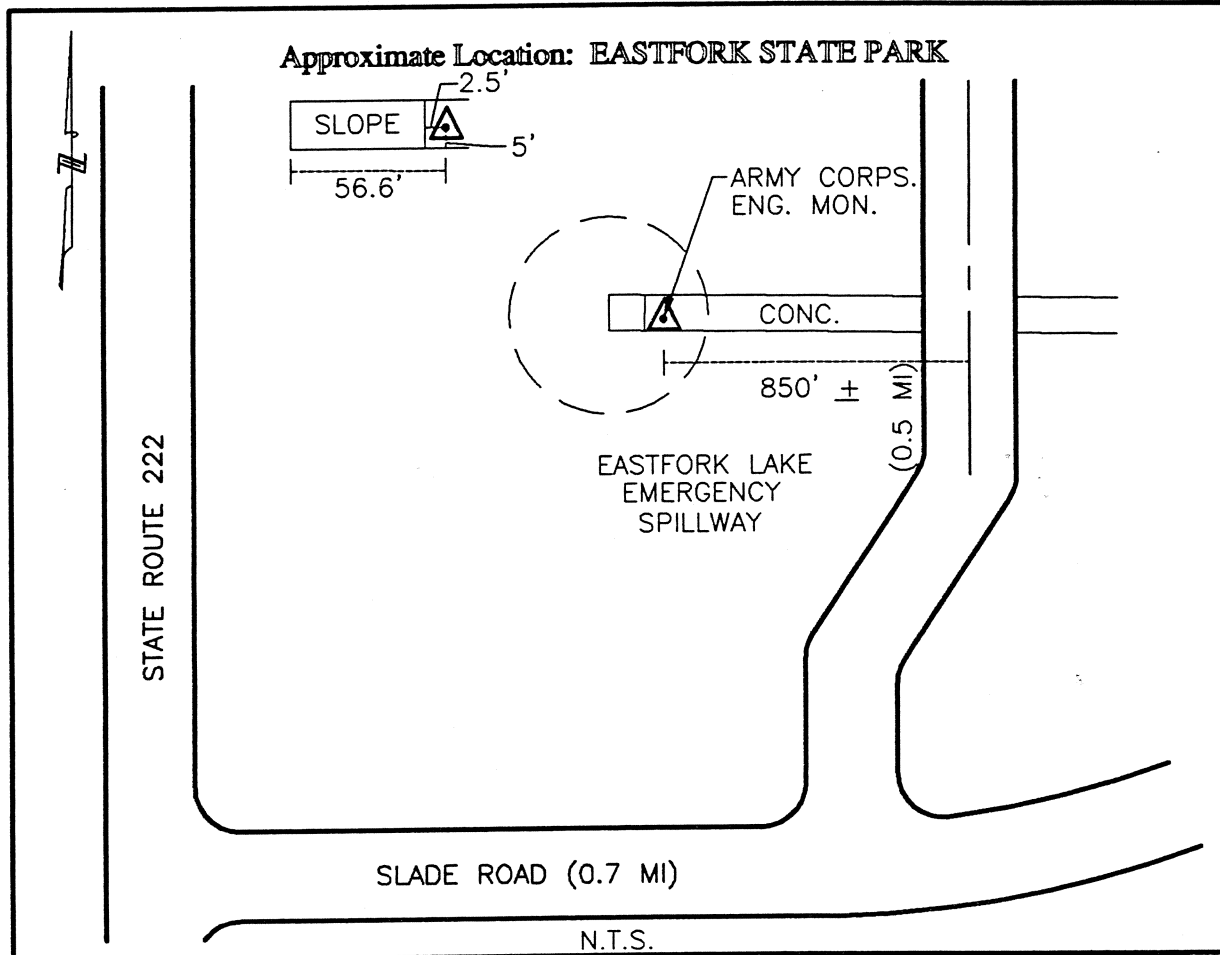 Approximate Location: EASTFORK STATE PARK
2.5'
SLOPE
5'
56.6'
N
ARMY CORPS.
ENG. MON.
CONC.
850' ±
(0.5 MI)
EASTFORK LAKE
EMERGENCY
SPILLWAY
STATE ROUTE 222
SLADE ROAD (0.7 MI)
N.T.S.